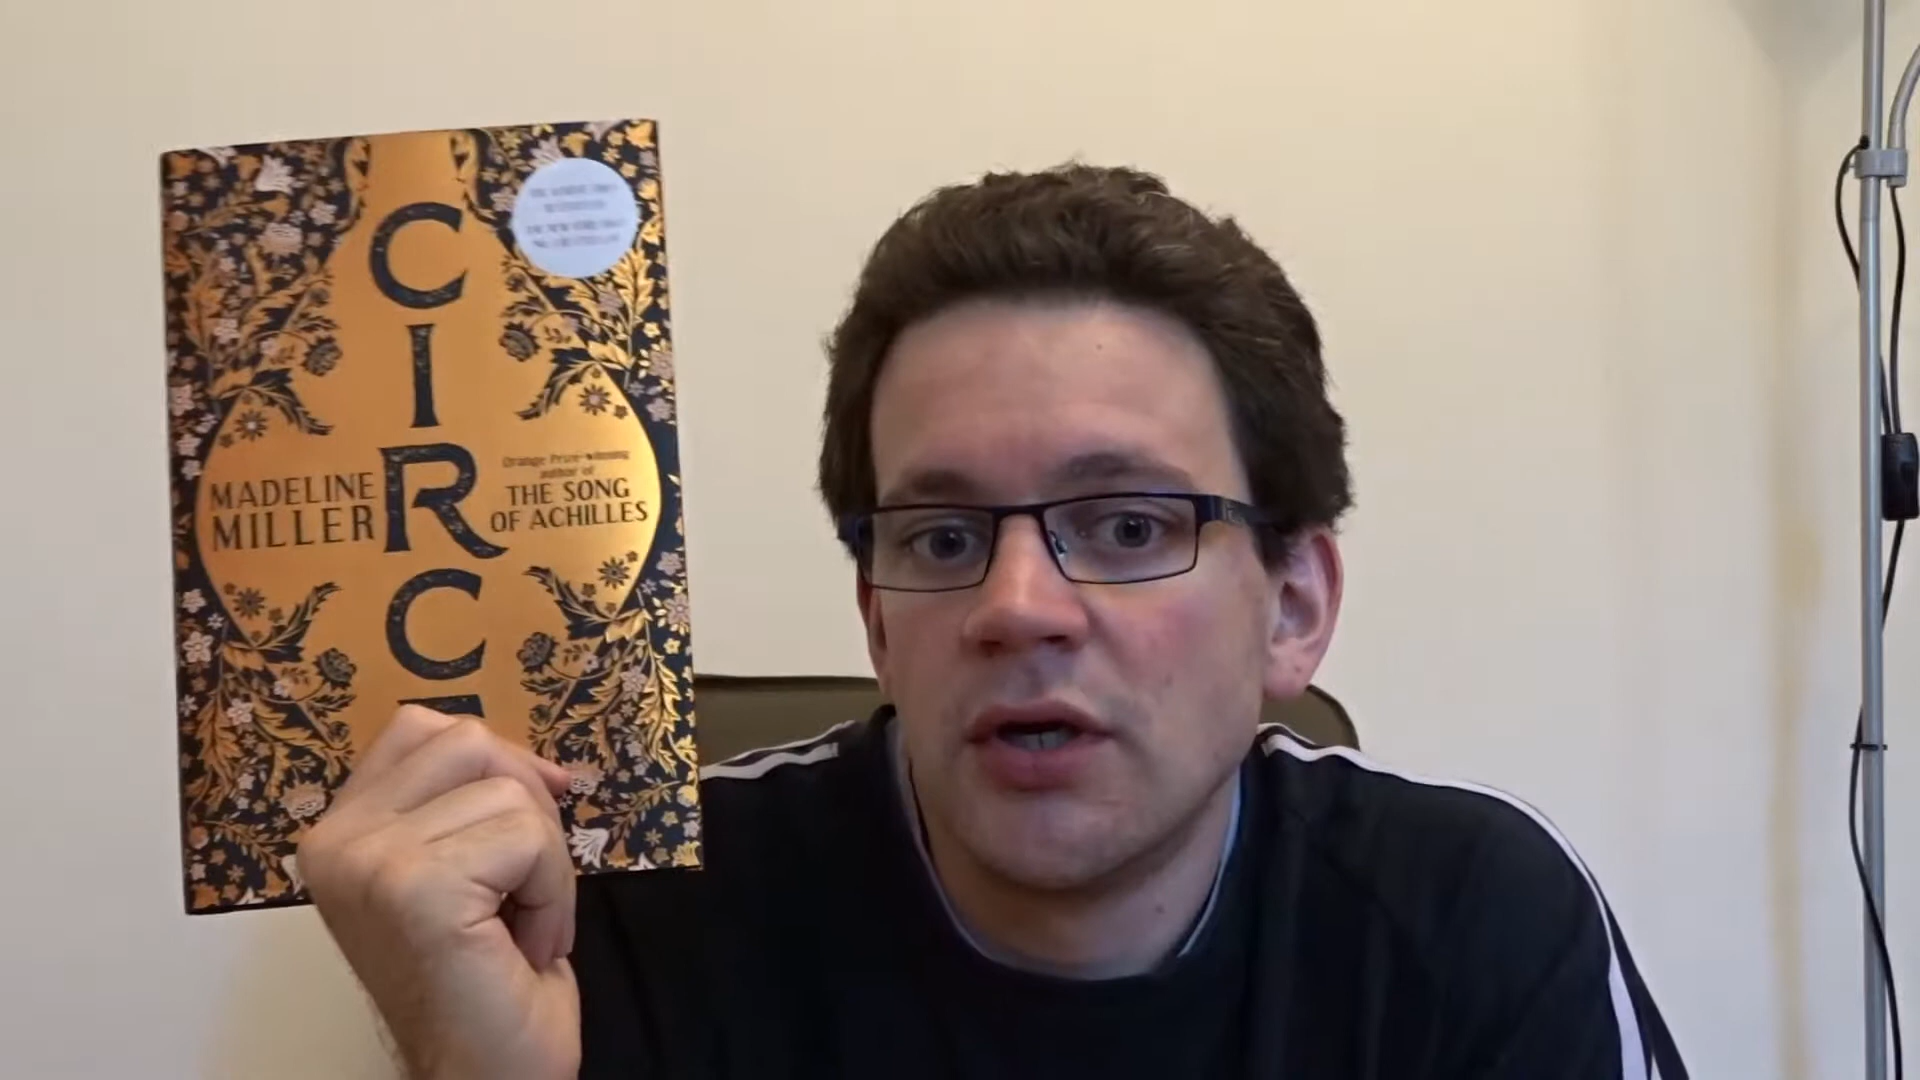 CIRC
MADELINE
MILLER
Orange Prize-winning
author of
THE SONG
OF ACHILLES